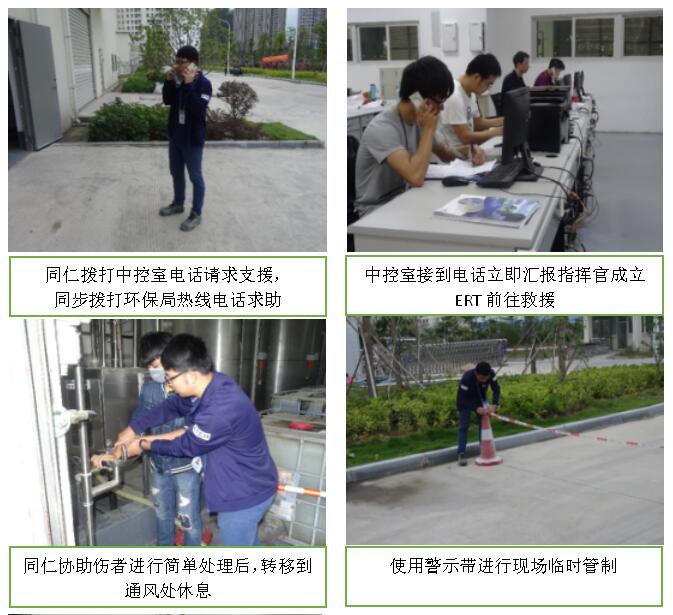 同仁拨打中控室电话请求支援，
同步拨打环保局热线电话求助
中控室接到电话立即汇报指挥官成立
ERT 前往救援
同仁协助伤者进行简单处理后，转移到
通风处休息
使用警示带进行现场临时管制